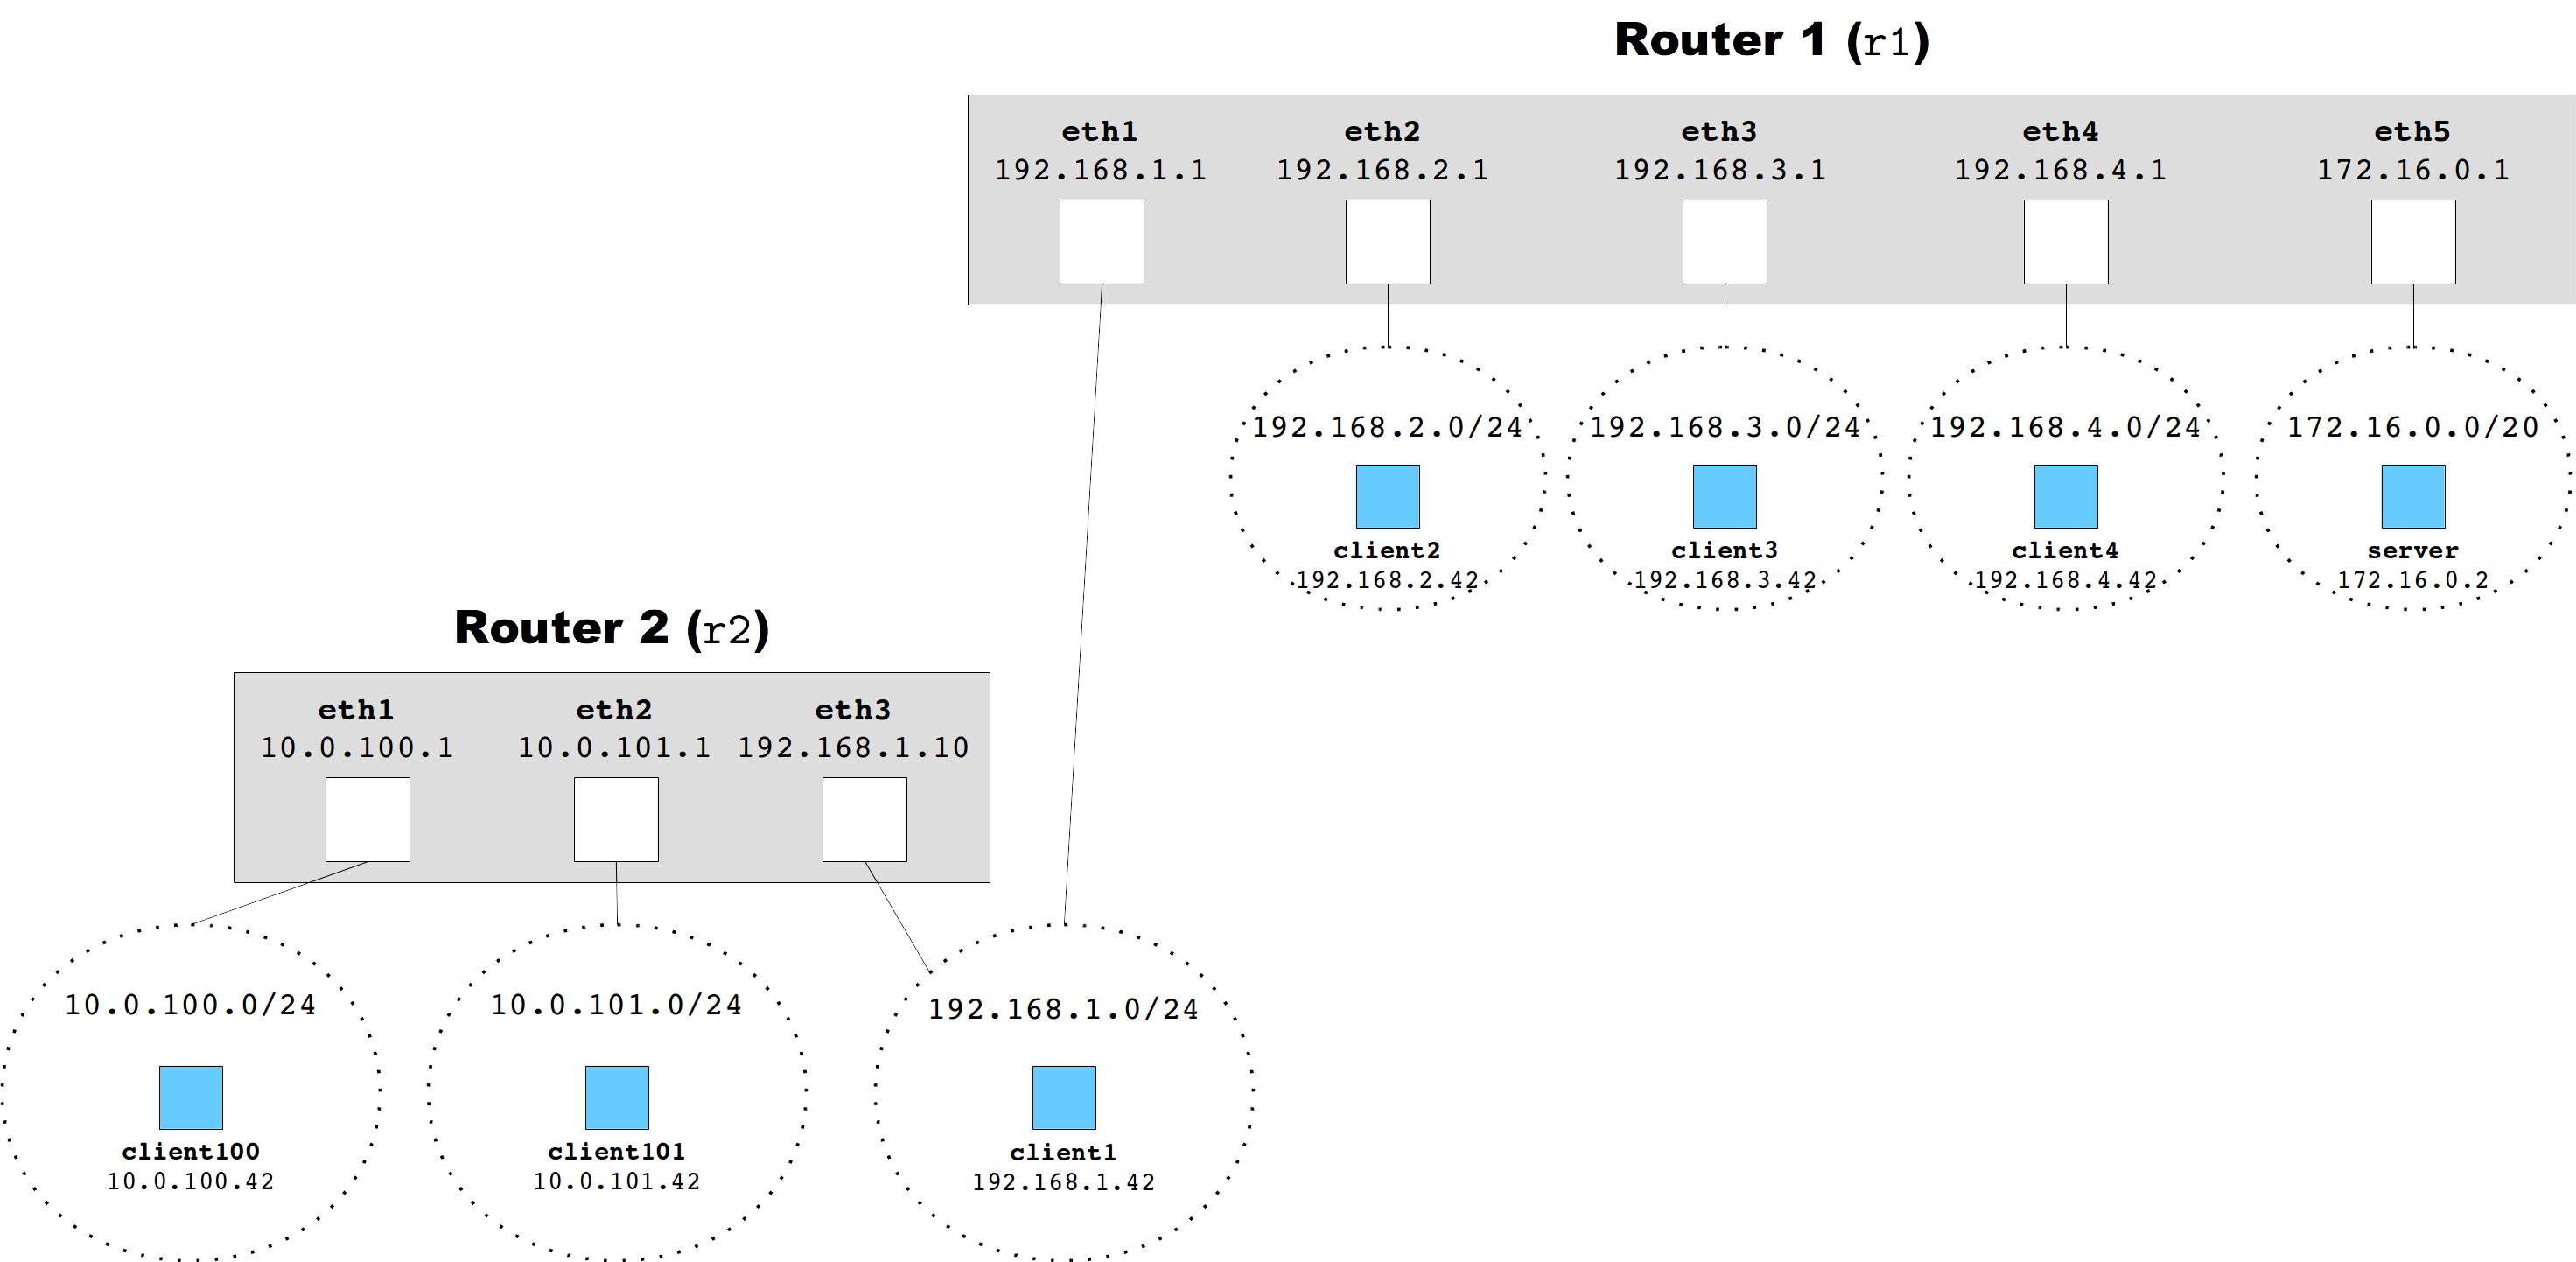 Router 1 (r1)
eth1 eth2 eth3 eth4 eth5
192.168.1.1 192.168.2.1 192.168.3.1 192.168.4.1 172.16.0.1
192.168.2.0/24 192.168.3.0/24 192.168.4.0/24 172.16.0.0/20
client2 client3 client4 server
192.168.2.42 192.168.3.42 192.168.4.42 172.16.0.2
Router 2 (r2)
eth1 eth2 eth3
10.0.100.1 10.0.101.1 192.168.1.10
10.0.100.0/24 10.0.101.0/24 192.168.1.0/24
client100 client101 client1
10.0.100.42 10.0.101.42 192.168.1.42